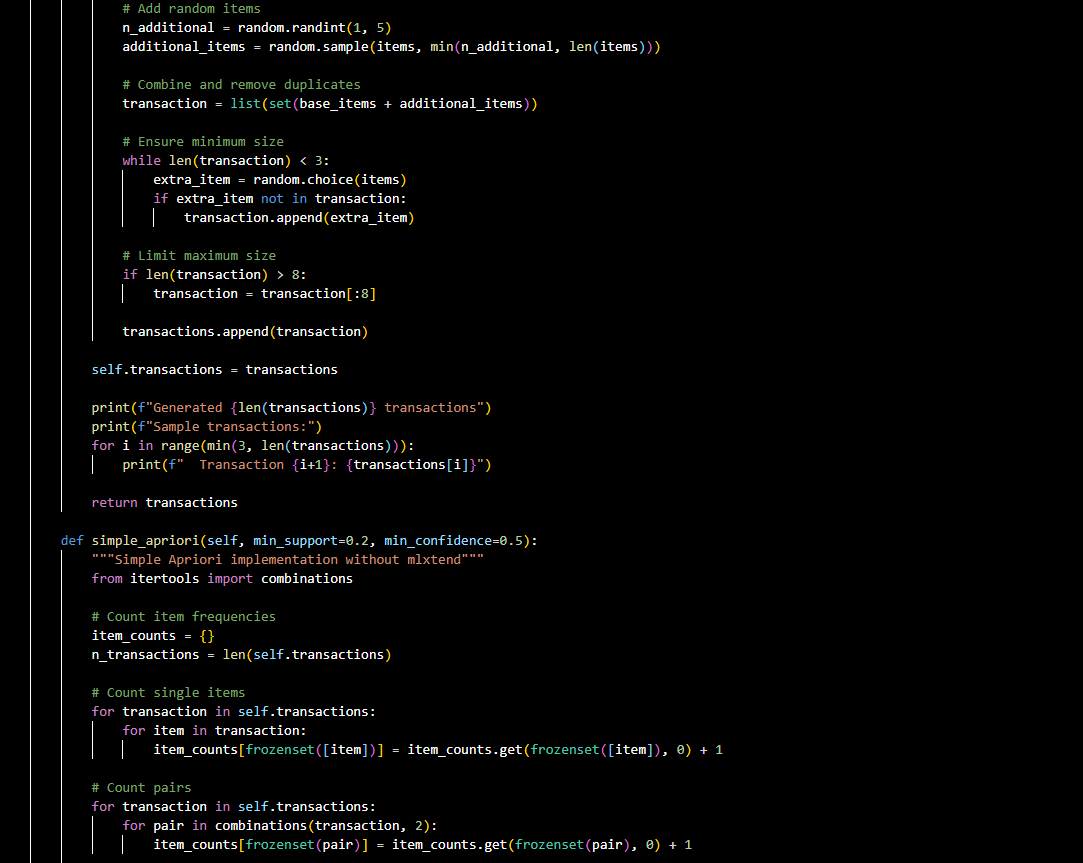 # Add random items
n_additional = random.randint(1, 5)
additional_items = random.sample(items, min(n_additional, len(items)))
# Combine and remove duplicates
transaction = list(set(base_items + additional_items))
# Ensure minimum size
while len(transaction) < 3:
extra_item = random.choice(items)
if extra_item not in transaction:
transaction.append(extra_item)
# Limit maximum size
if len(transaction) > 8:
transaction = transaction[:8]
transactions.append(transaction)
self.transactions = transactions
print(f"Generated {len(transactions)} transactions")
print(f"Sample transactions:")
for i in range(min(3, len(transactions))):
print(f"  Transaction {i+1}: {transactions[i]}")
return transactions
def simple_apriori(self, min_support=0.2, min_confidence=0.5):
"""Simple Apriori implementation without mlxtend"""
from itertools import combinations
# Count item frequencies
item_counts = {}
n_transactions = len(self.transactions)
# Count single items
for transaction in self.transactions:
for item in transaction:
item_counts[frozenset([item])] = item_counts.get(frozenset([item]), 0) + 1
# Count pairs
for transaction in self.transactions:
for pair in combinations(transaction, 2):
item_counts[frozenset(pair)] = item_counts.get(frozenset(pair), 0) + 1